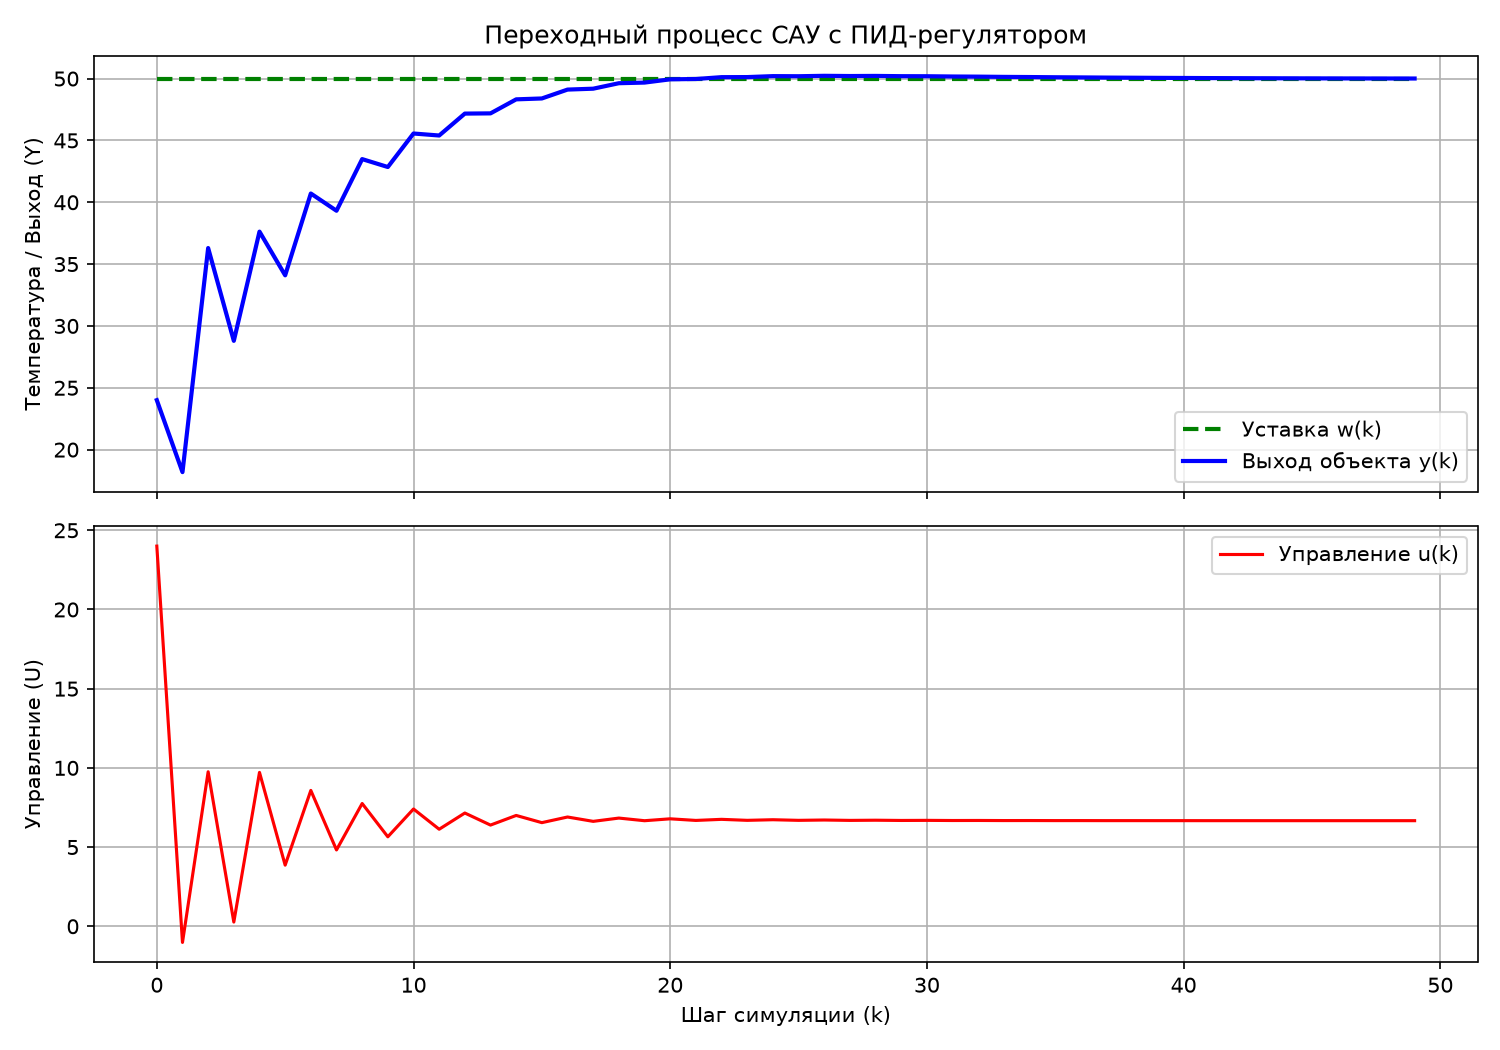 Переходный процесс САУ с ПИД-регулятором
Температура / Выход (Y)
50
45
40
35
30
25
20
Уставка w(k)
Выход объекта y(k)
Управление (U)
25
20
15
10
5
0
Управление u(k)
0 10 20 30 40 50
Шаг симуляции (k)